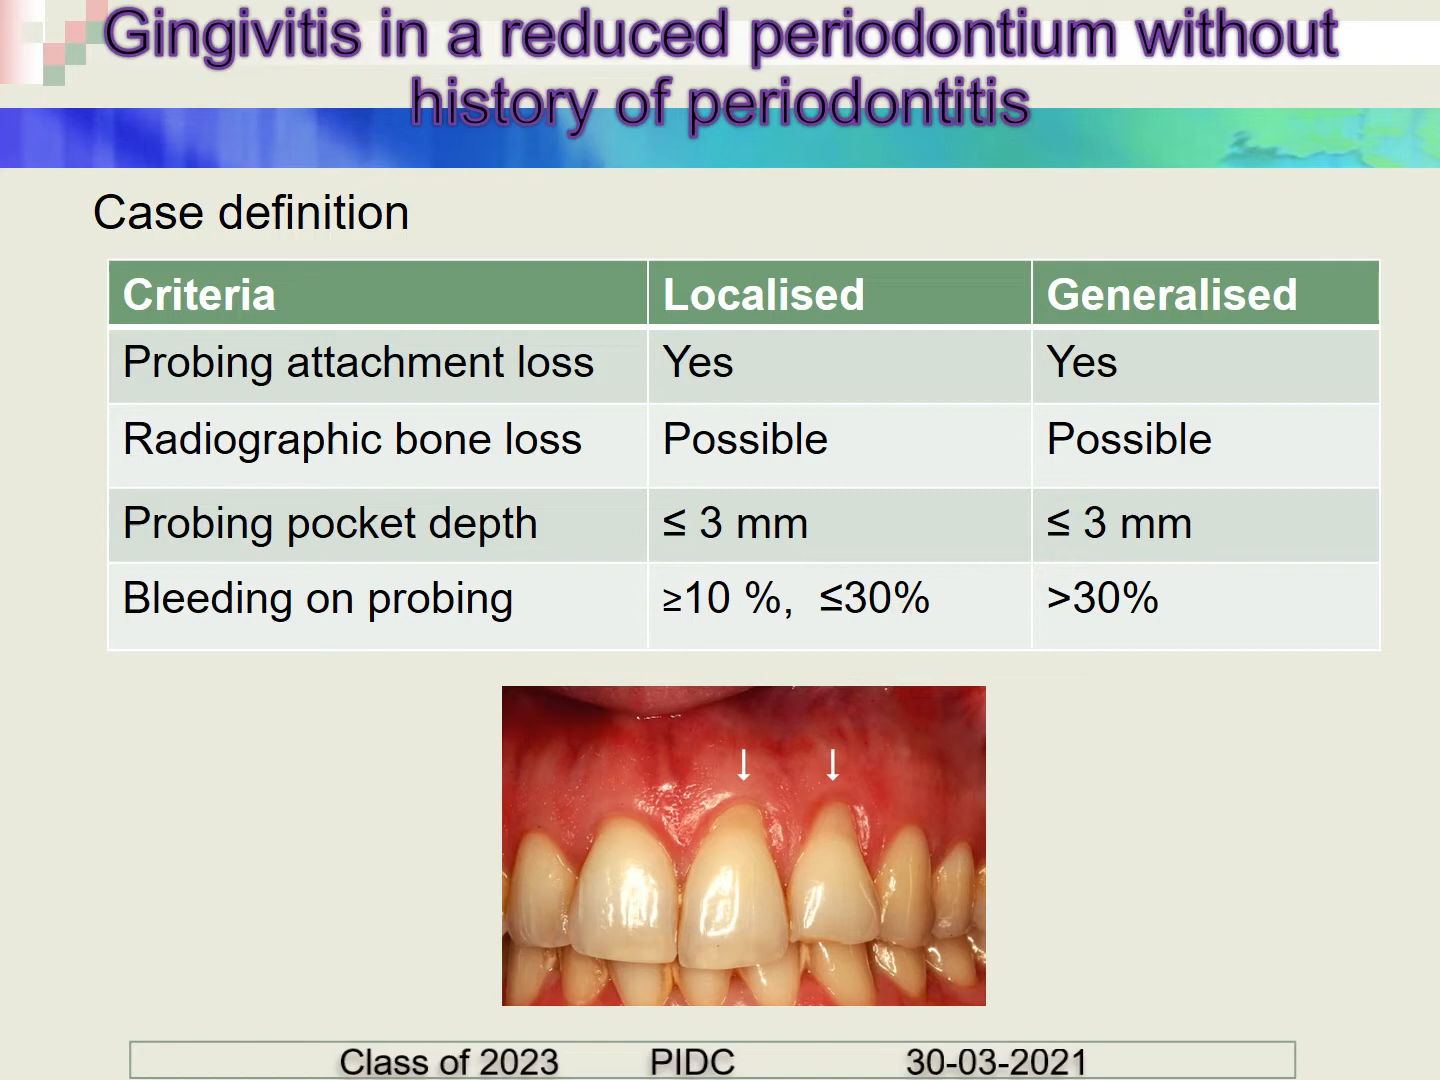 Gingivitis in a reduced periodontium without
history of periodontitis
Case definition
Criteria Localised Generalised
Probing attachment loss Yes Yes
Radiographic bone loss Possible Possible
Probing pocket depth ≤ 3 mm ≤ 3 mm
Bleeding on probing ≥10 %, ≤30% >30%
Class of 2023 PIDC 30-03-2021